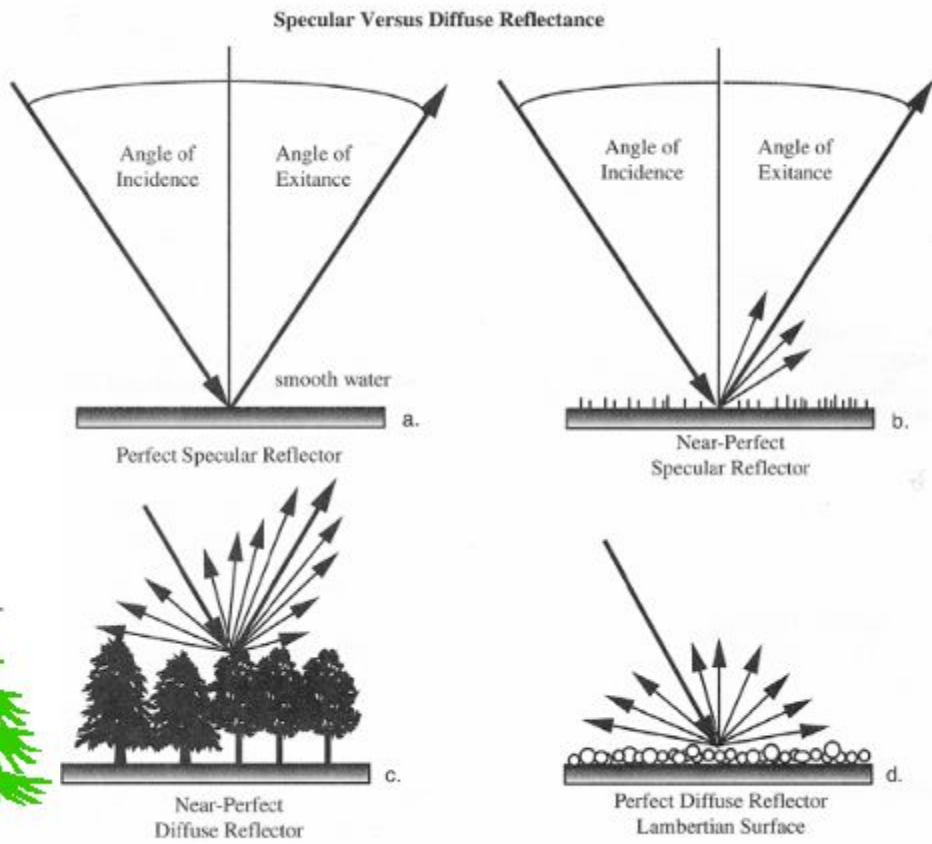 Specular Versus Diffuse Reflectance
Angle of
Incidence
Angle of
Exitance
smooth water
a.
Perfect Specular Reflector
Angle of
Incidence
Angle of
Exitance
b.
Near-Perfect
Specular Reflector
c.
Near-Perfect
Diffuse Reflector
d.
Perfect Diffuse Reflector
Lambertian Surface